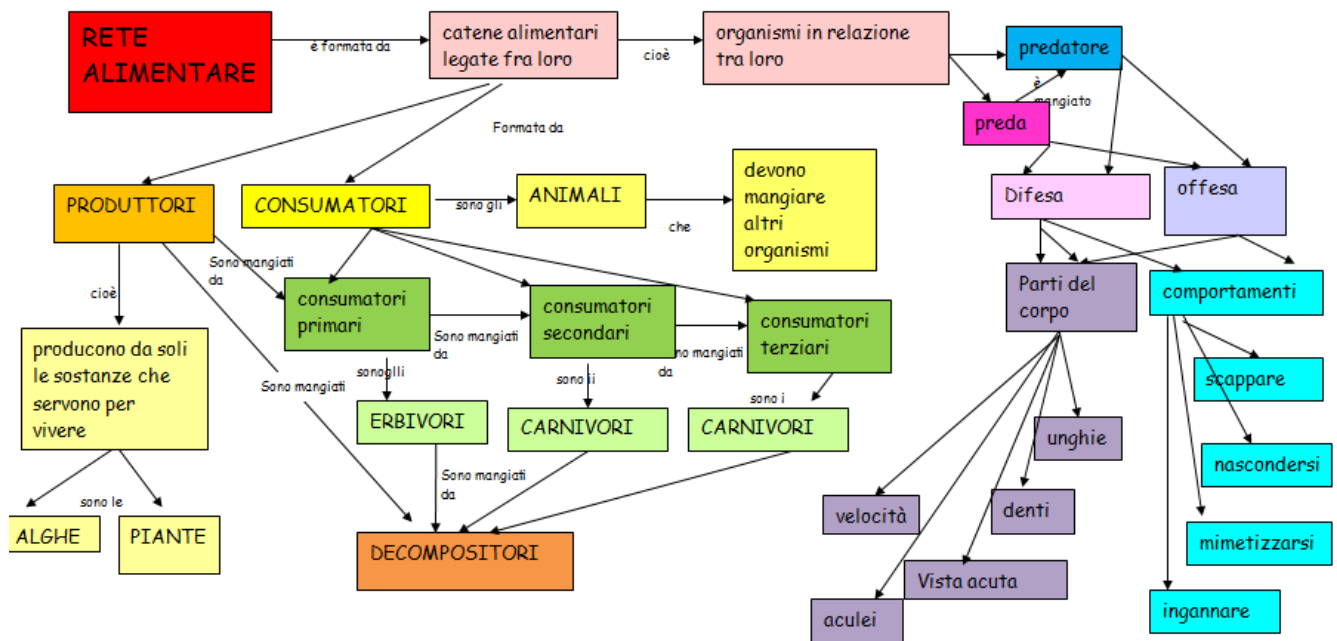 RETE
ALIMENTARE
è formata da
catene alimentari
legate fra loro
cioè
organismi in relazione
tra loro
predatore
è
mangiato
preda
Formata da
PRODUTTORI
CONSUMATORI
sono gli
ANIMALI
che
devono
mangiare
altri
organismi
Difesa
offesa
cioè
Sono mangiati
da
consumatori
primari
Sono mangiati
da
consumatori
secondari
mangiati
da
consumatori
terziari
Parti del
corpo
comportamenti
producono da soli
le sostanze che
servono per
vivere
Sono mangiati
sonoglli
ERBIVORI
sono ii
CARNIVORI
sono i
CARNIVORI
scappare
unghie
nascondersi
Sono mangiati
da
sono le
ALGHE
PIANTE
DECOMPOSITORI
velocità
denti
mimetizzarsi
Vista acuta
aculei
ingannare